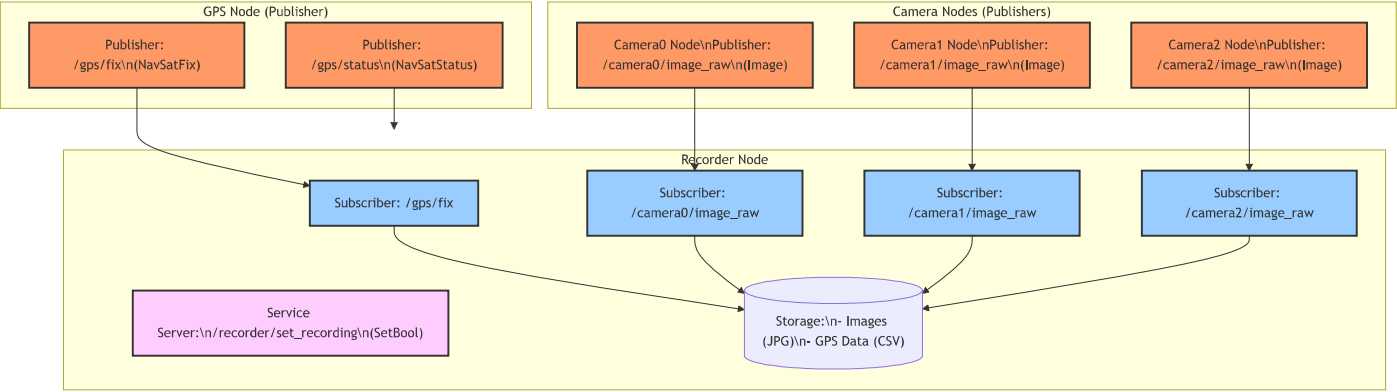 GPS Node (Publisher)
Camera Nodes (Publishers)
Publisher:
/gps/fix\n(NavSatFix)
Publisher:
/gps/status\n(NavSatStatus)
Camera0 Node\nPublisher:
/camera0/image_raw\n(Image)
Camera1 Node\nPublisher:
/camera1/image_raw\n(Image)
Camera2 Node\nPublisher:
/camera2/image_raw\n(Image)
Recorder Node
Subscriber: /gps/fix
Subscriber:
/camera0/image_raw
Subscriber:
/camera1/image_raw
Subscriber:
/camera2/image_raw
Service
Server:\n/recorder/set_recording\n(SetBool)
Storage:\n- Images
(JPG)\n- GPS Data (CSV)